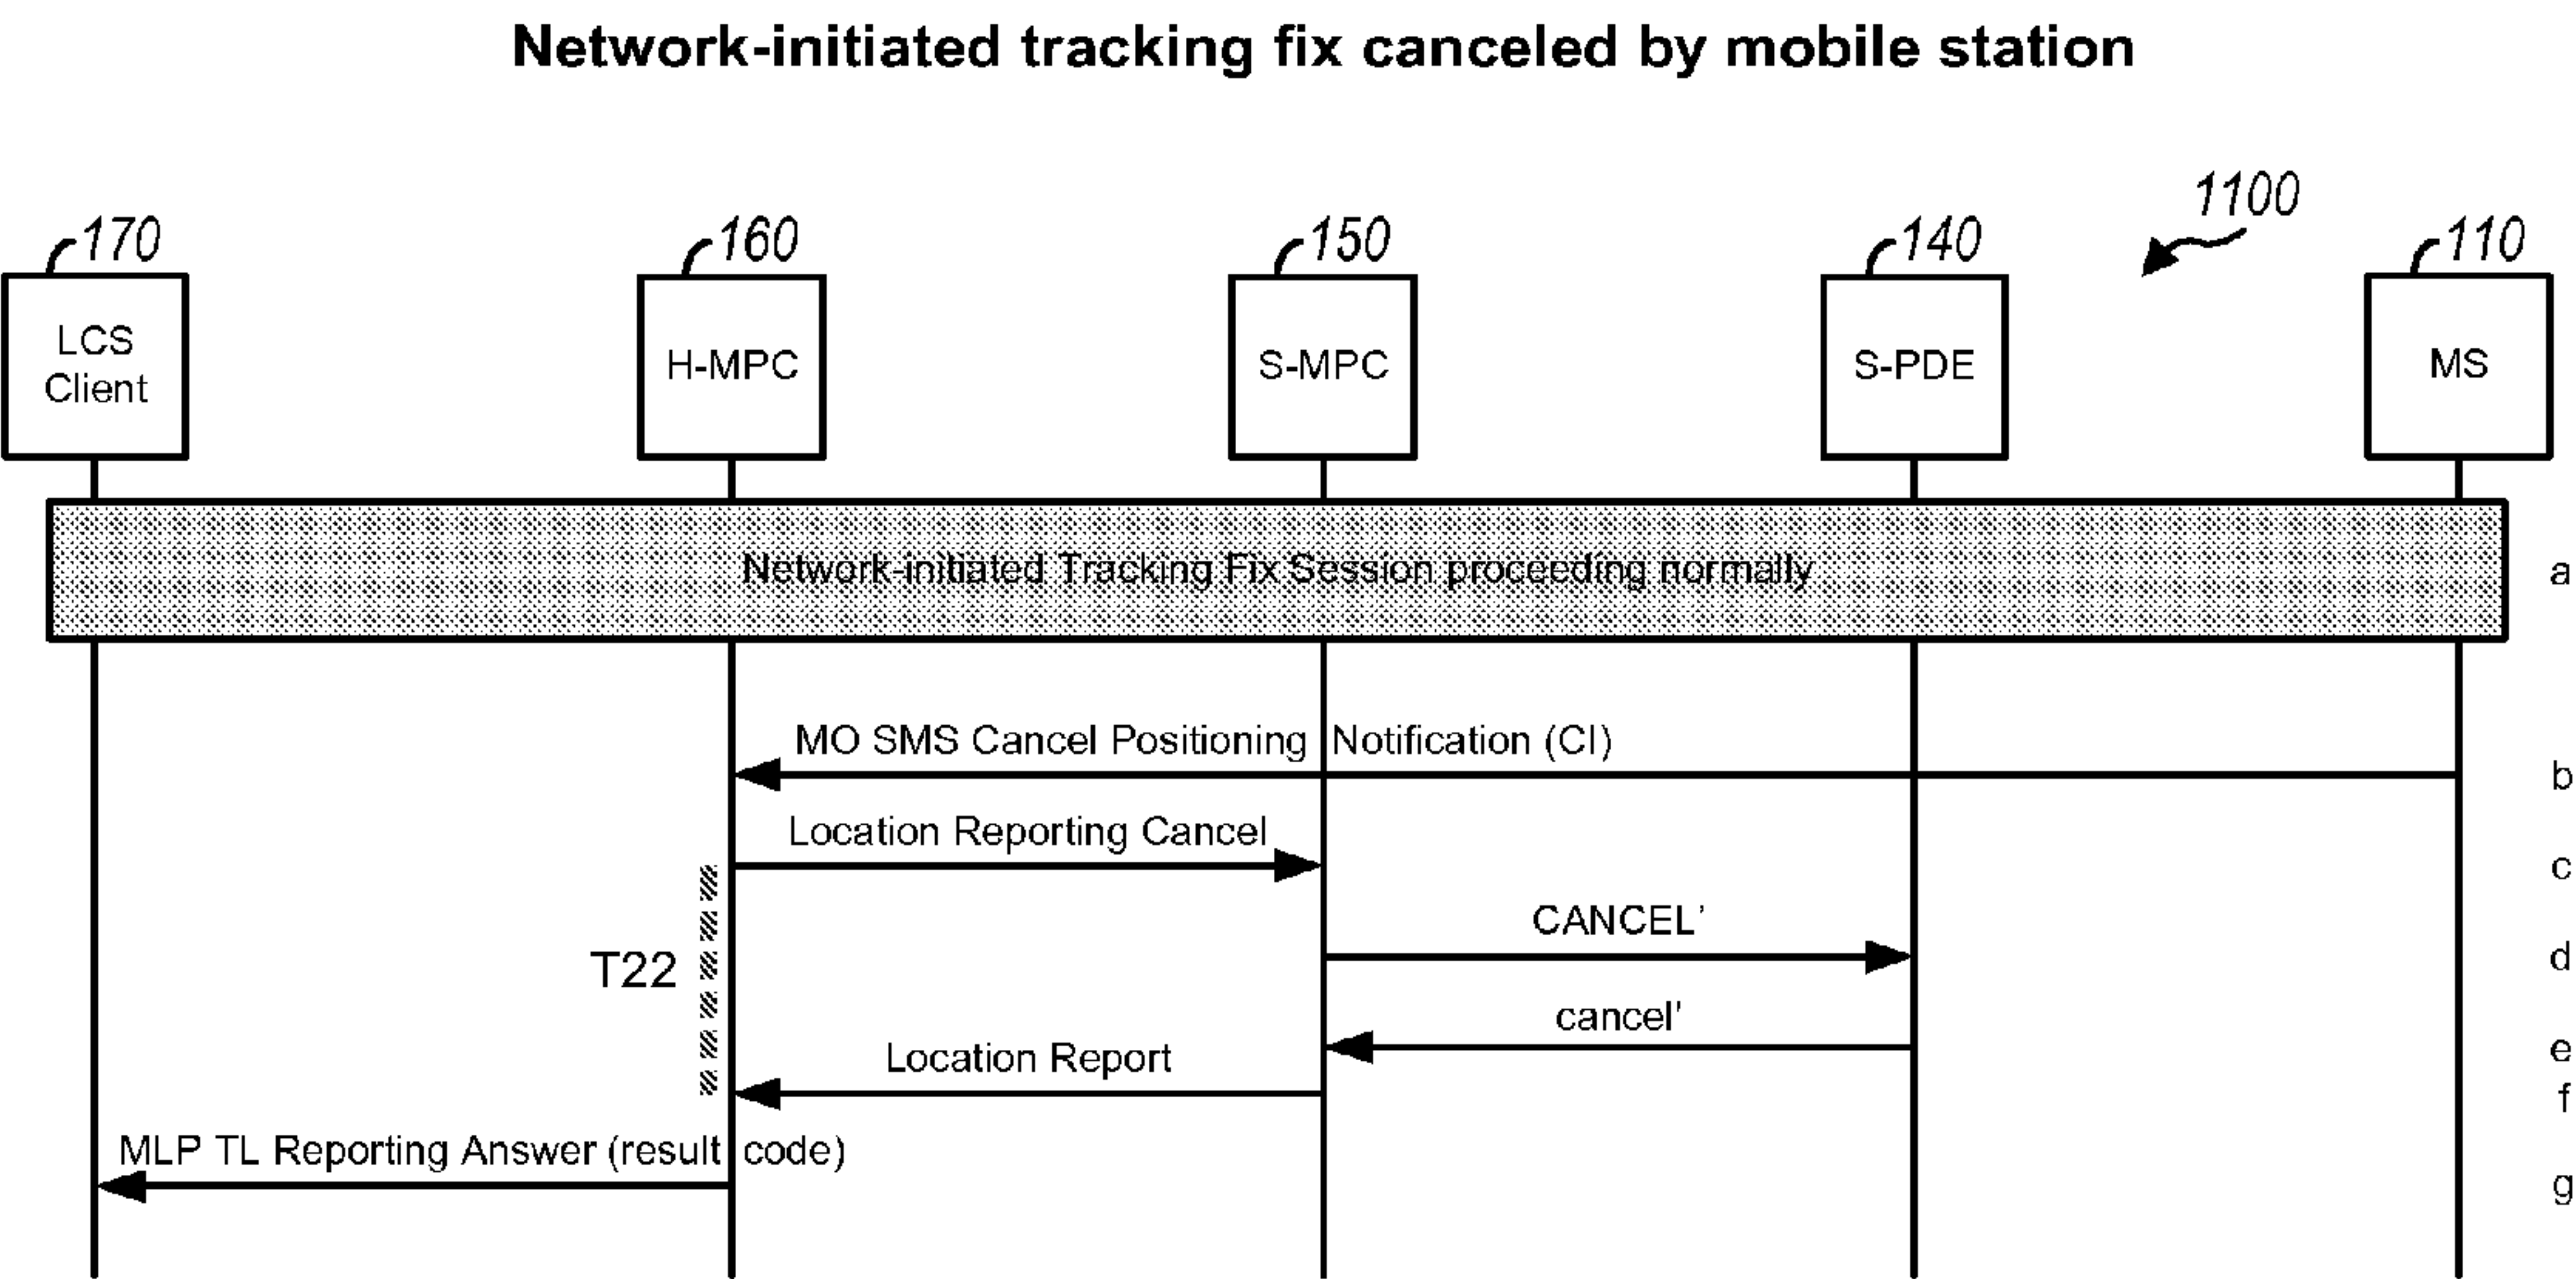 Network-initiated tracking fix canceled by mobile station
1100
170
160
150
140
110
LCS
Client
H-MPC
S-MPC
S-PDE
MS
Network-initiated Tracking Fix Session proceeding normally
a
MO SMS Cancel Positioning Notification (CI)
b
Location Reporting Cancel
c
CANCEL’
d
T22
cancel'
e
Location Report
f
MLP TL Reporting Answer (result code)
g